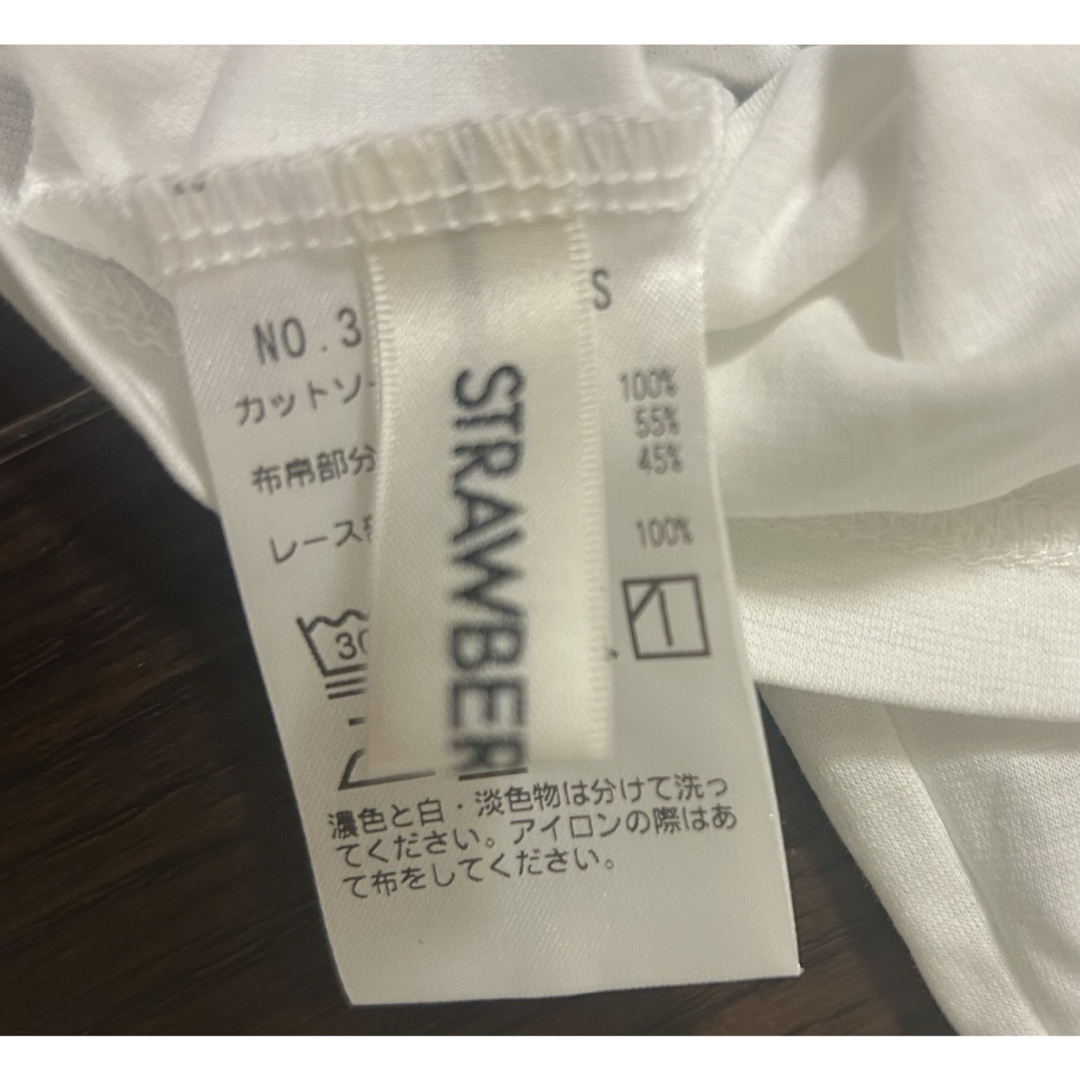 NO.3
S
カットソー
100%
55%
布帛部分
45%
レース
100%
30
STRAWBER
濃色と白・淡色物は分けて洗っ
てください。アイロンの際はあ
て布をしてください。